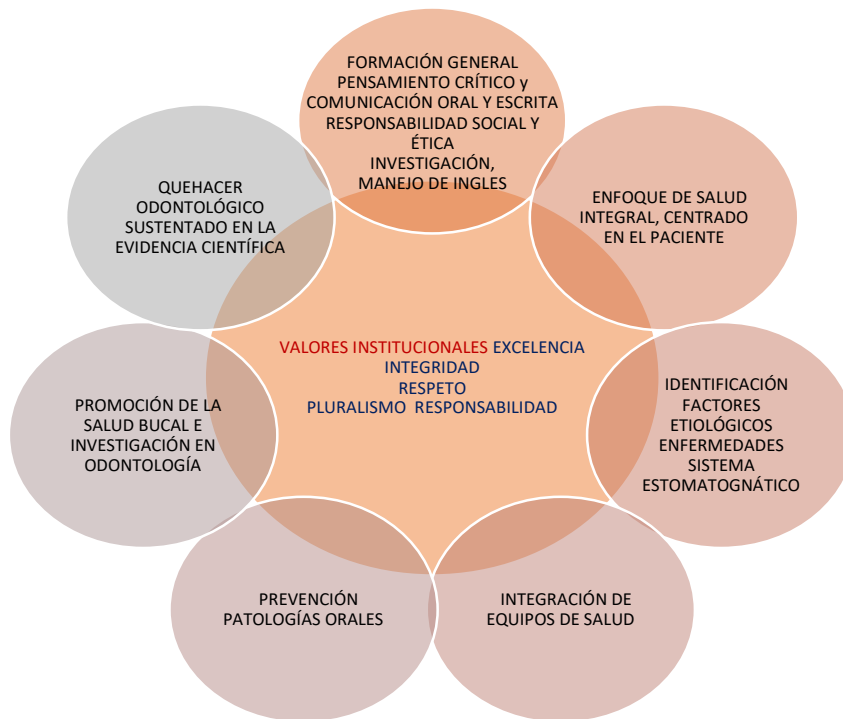 FORMACIÓN GENERAL
PENSAMIENTO CRÍTICO y
COMUNICACIÓN ORAL Y ESCRITA
RESPONSABILIDAD SOCIAL Y
ÉTICA
INVESTIGACIÓN,
MANEJO DE INGLES
ENFOQUE DE SALUD
INTEGRAL, CENTRADO
EN EL PACIENTE
IDENTIFICACIÓN
FACTORES
ETIOLÓGICOS
ENFERMEDADES
SISTEMA
ESTOMATOGNÁTICO
INTEGRACIÓN DE
EQUIPOS DE SALUD
PREVENCIÓN
PATOLOGÍAS ORALES
PROMOCIÓN DE LA
SALUD BUCAL E
INVESTIGACIÓN EN
ODONTOLOGÍA
QUEHACER
ODONTOLÓGICO
SUSTENTADO EN LA
EVIDENCIA CIENTÍFICA
VALORES INSTITUCIONALES EXCELENCIA
INTEGRIDAD
RESPETO
PLURALISMO RESPONSABILIDAD